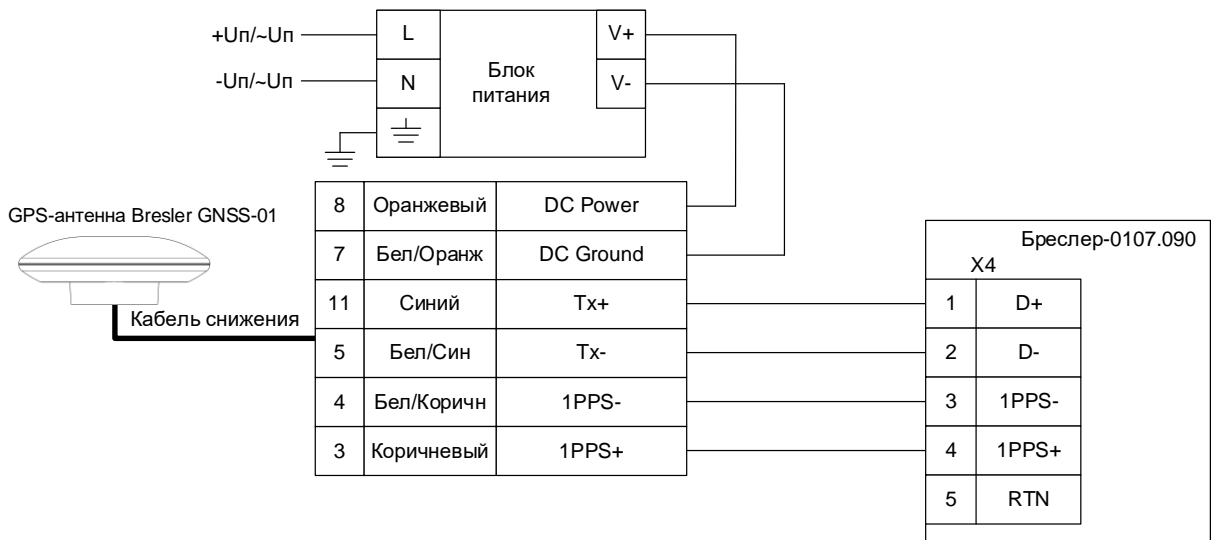 +Uп/~Uп
L
V+
-Uп/~Uп
N
Блок
питания
V-
GPS-антенна Bresler GNSS-01
Кабель снижения
8 Оранжевый DC Power
7 Бел/Оранж DC Ground
11 Синий Tx+
5 Бел/Син Tx-
4 Бел/Коричн 1PPS-
3 Коричневый 1PPS+
Бреслер-0107.090
X4
1 D+
2 D-
3 1PPS-
4 1PPS+
5 RTN